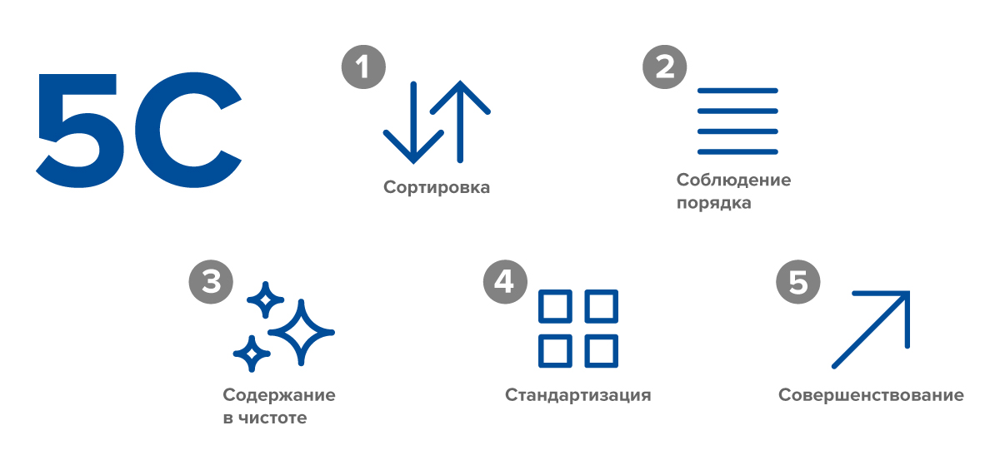 5С
1
Сортировка
2
Соблюдение
порядка
3
Содержание
в чистоте
4
Стандартизация
5
Совершенствование